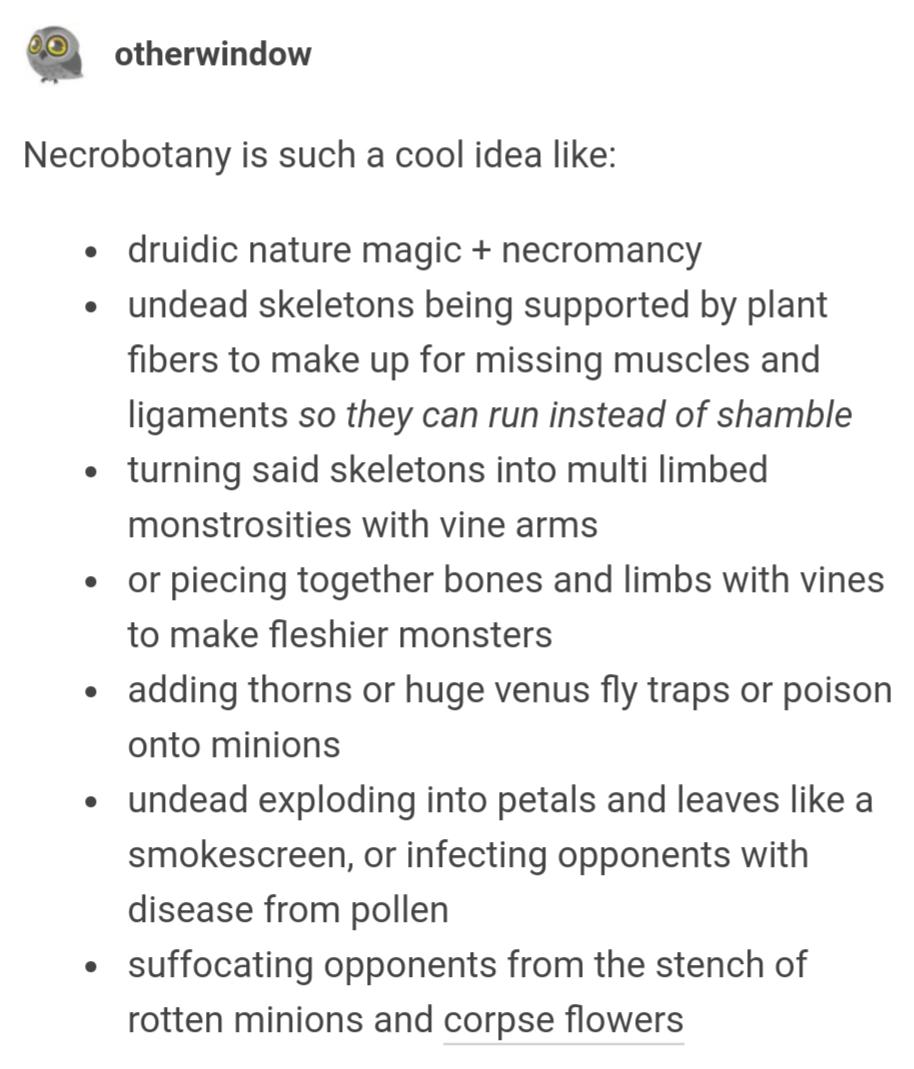 otherwindow
Necrobotany is such a cool idea like:
• druidic nature magic + necromancy
• undead skeletons being supported by plant
fibers to make up for missing muscles and
ligaments so they can run instead of shamble
• turning said skeletons into multi limbed
monstrosities with vine arms
• or piecing together bones and limbs with vines
to make fleshier monsters
• adding thorns or huge venus fly traps or poison
onto minions
• undead exploding into petals and leaves like a
smokescreen, or infecting opponents with
disease from pollen
• suffocating opponents from the stench of
rotten minions and corpse flowers